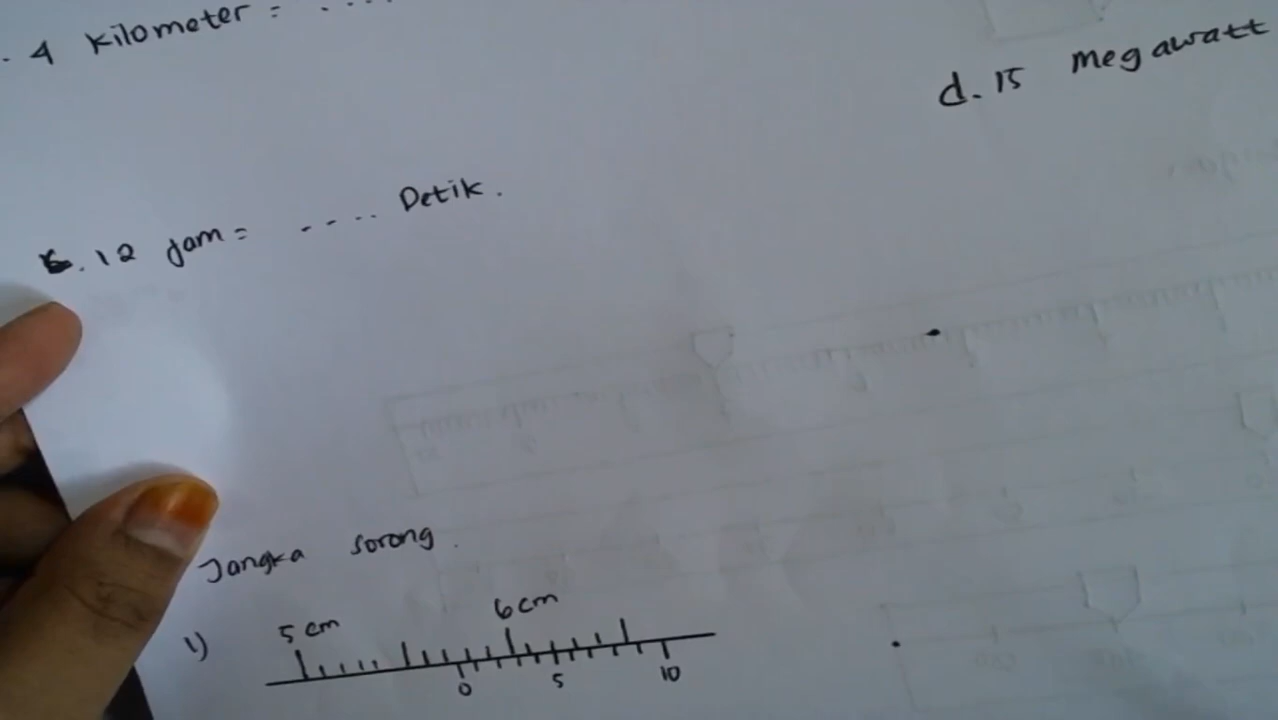 . 4 Kilometer = ....
d. 15 Megawatt
c. 12 jam = .... Detik.
Jangka sorong.
1) 5 cm 6 cm
0 5 10